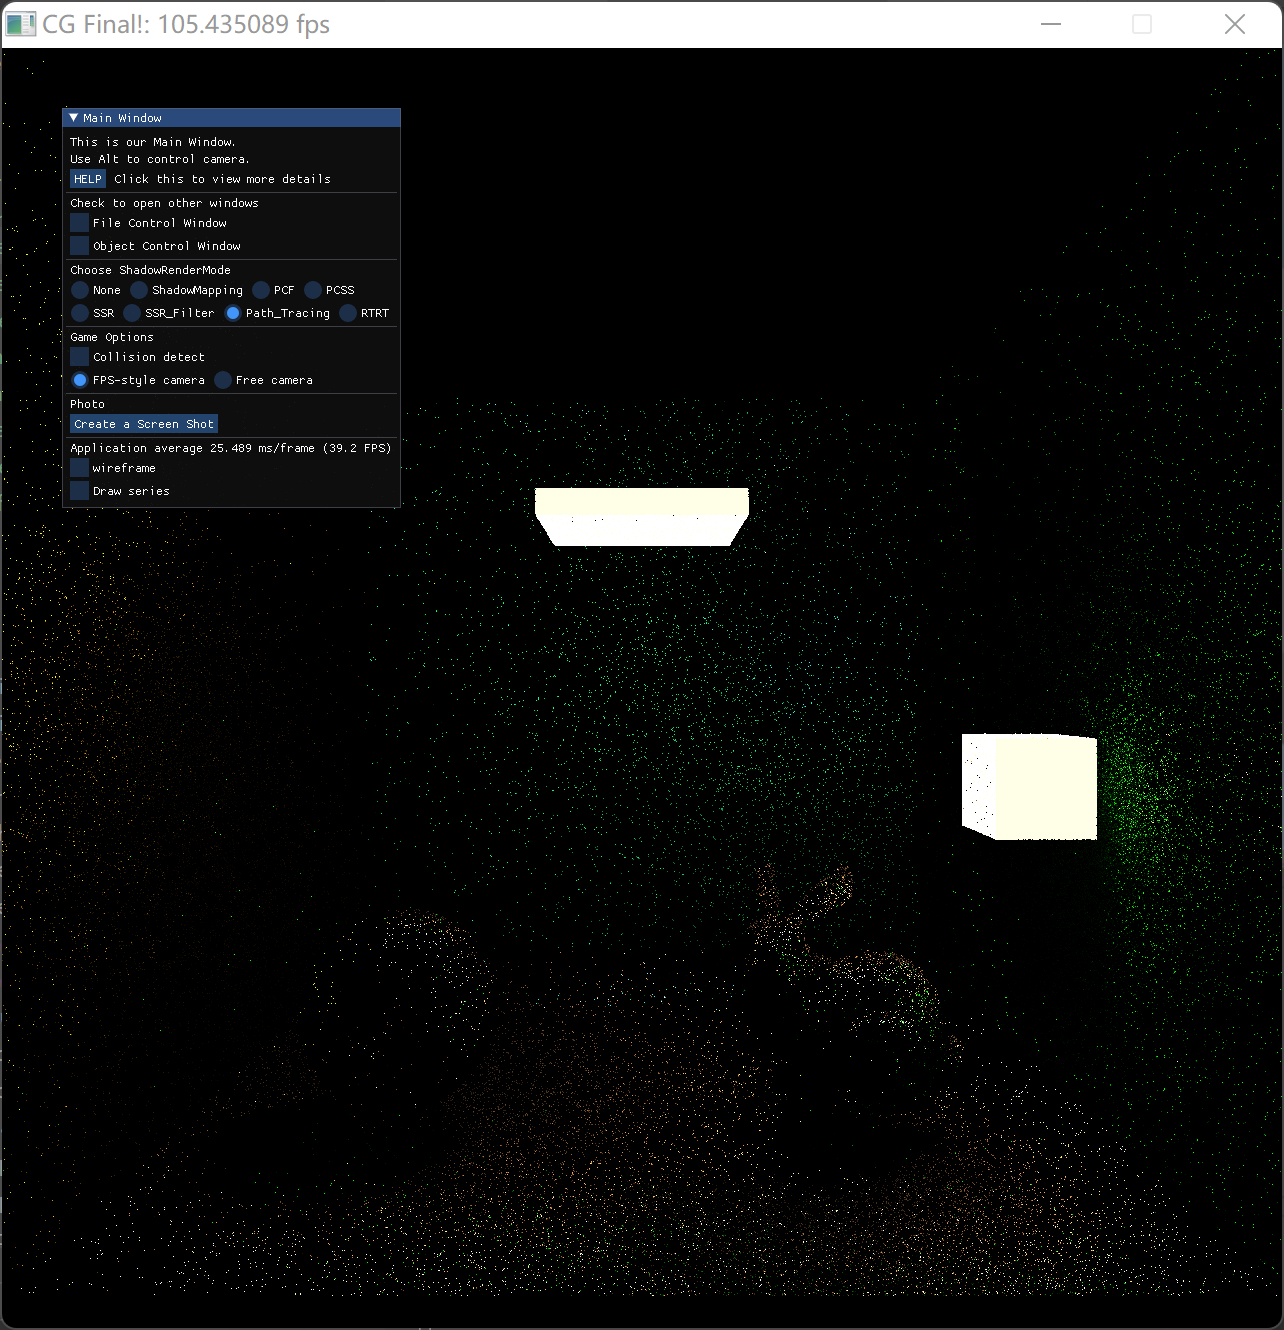 CG Final!: 105.435089 fps
Main Window
This is our Main Window.
Use Alt to control camera.
HELP Click this to view more details
Check to open other windows
File Control Window
Object Control Window
Choose ShadowRenderMode
None ShadowMapping PCF PCSS
SSR SSR_Filter Path_Tracing RTRT
Game Options
Collision detect
FPS-style camera Free camera
Photo
Create a Screen Shot
Application average 25.489 ms/frame (39.2 FPS)
wireframe
Draw series